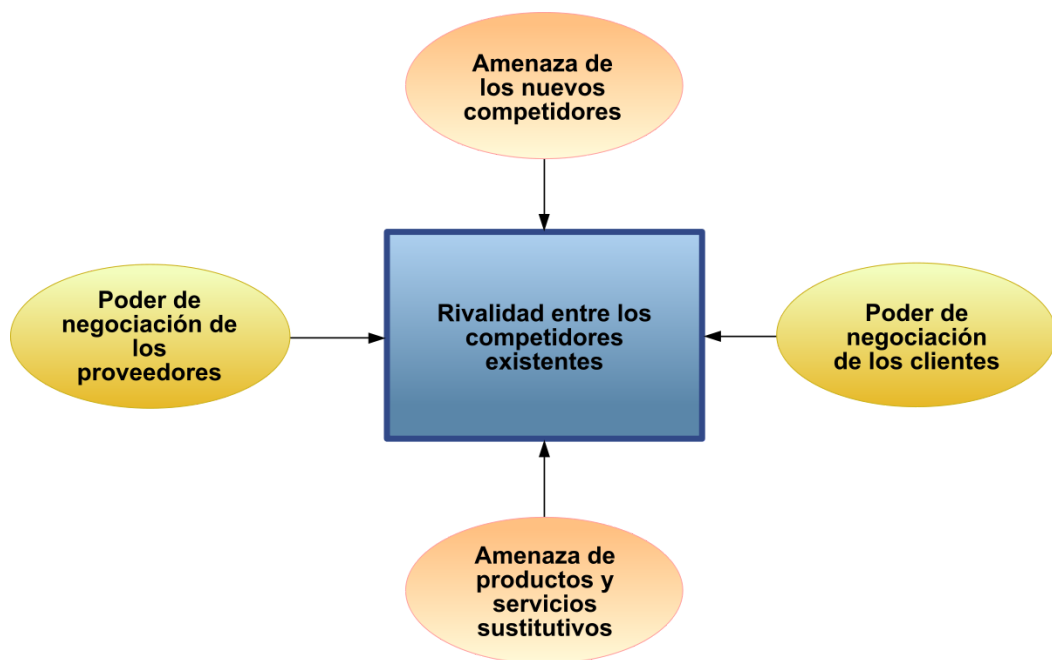 Amenaza de
los nuevos
competidores
Poder de
negociación de
los
proveedores
Rivalidad entre los
competidores
existentes
Poder de
negociación
de los clientes
Amenaza de
productos y
servicios
sustitutivos